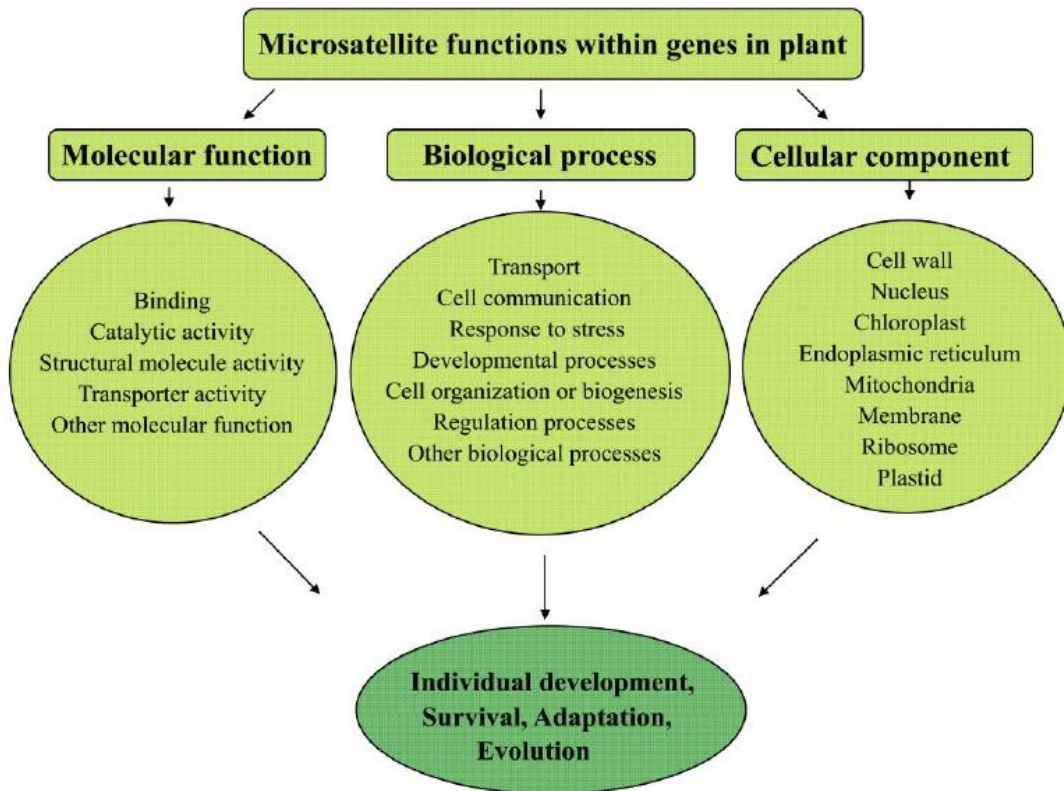 Microsatellite functions within genes in plant
Molecular function
Biological process
Cellular component
Binding
Catalytic activity
Structural molecule activity
Transporter activity
Other molecular function
Transport
Cell communication
Response to stress
Developmental processes
Cell organization or biogenesis
Regulation processes
Other biological processes
Cell wall
Nucleus
Chloroplast
Endoplasmic reticulum
Mitochondria
Membrane
Ribosome
Plastid
Individual development,
Survival, Adaptation,
Evolution